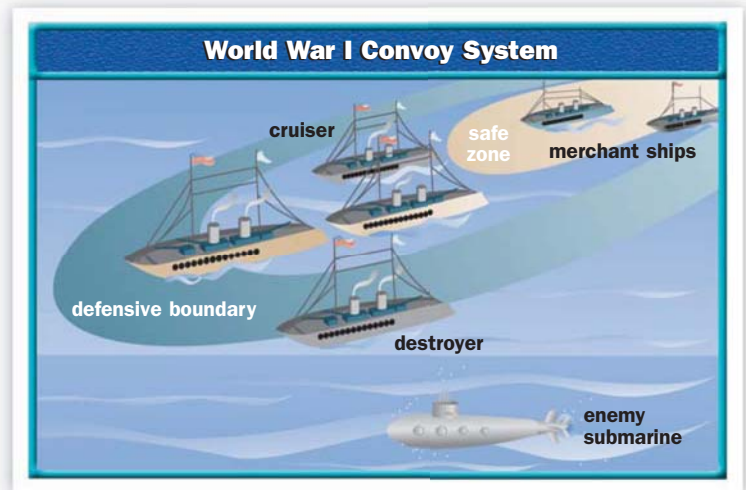 World War I Convoy System
cruiser
safe
zone
merchant ships
defensive boundary
destroyer
enemy
submarine